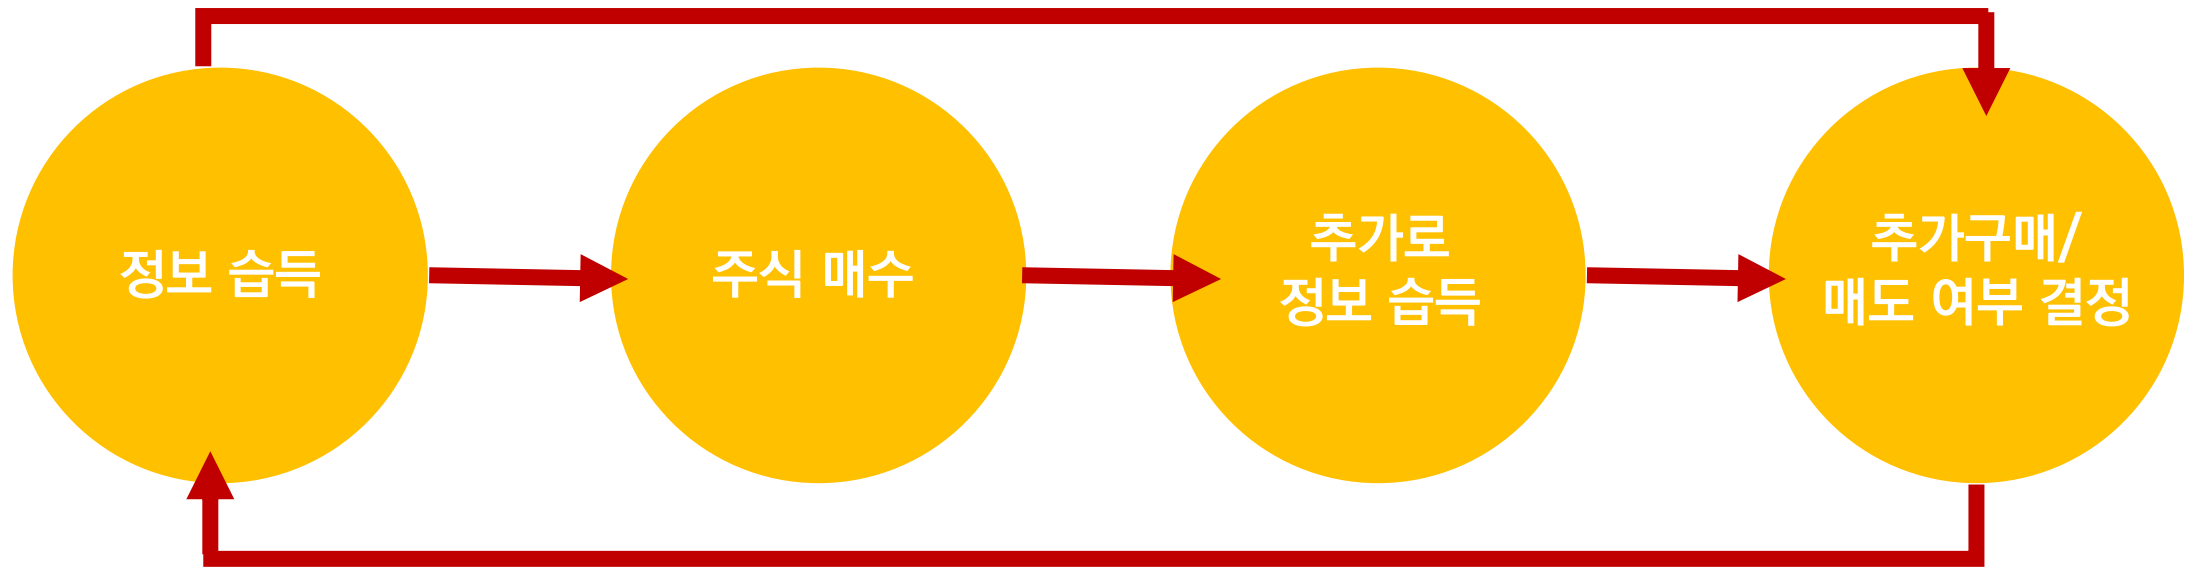 정보 습득
주식 매수
추가로
정보 습득
추가구매/
매도 여부 결정